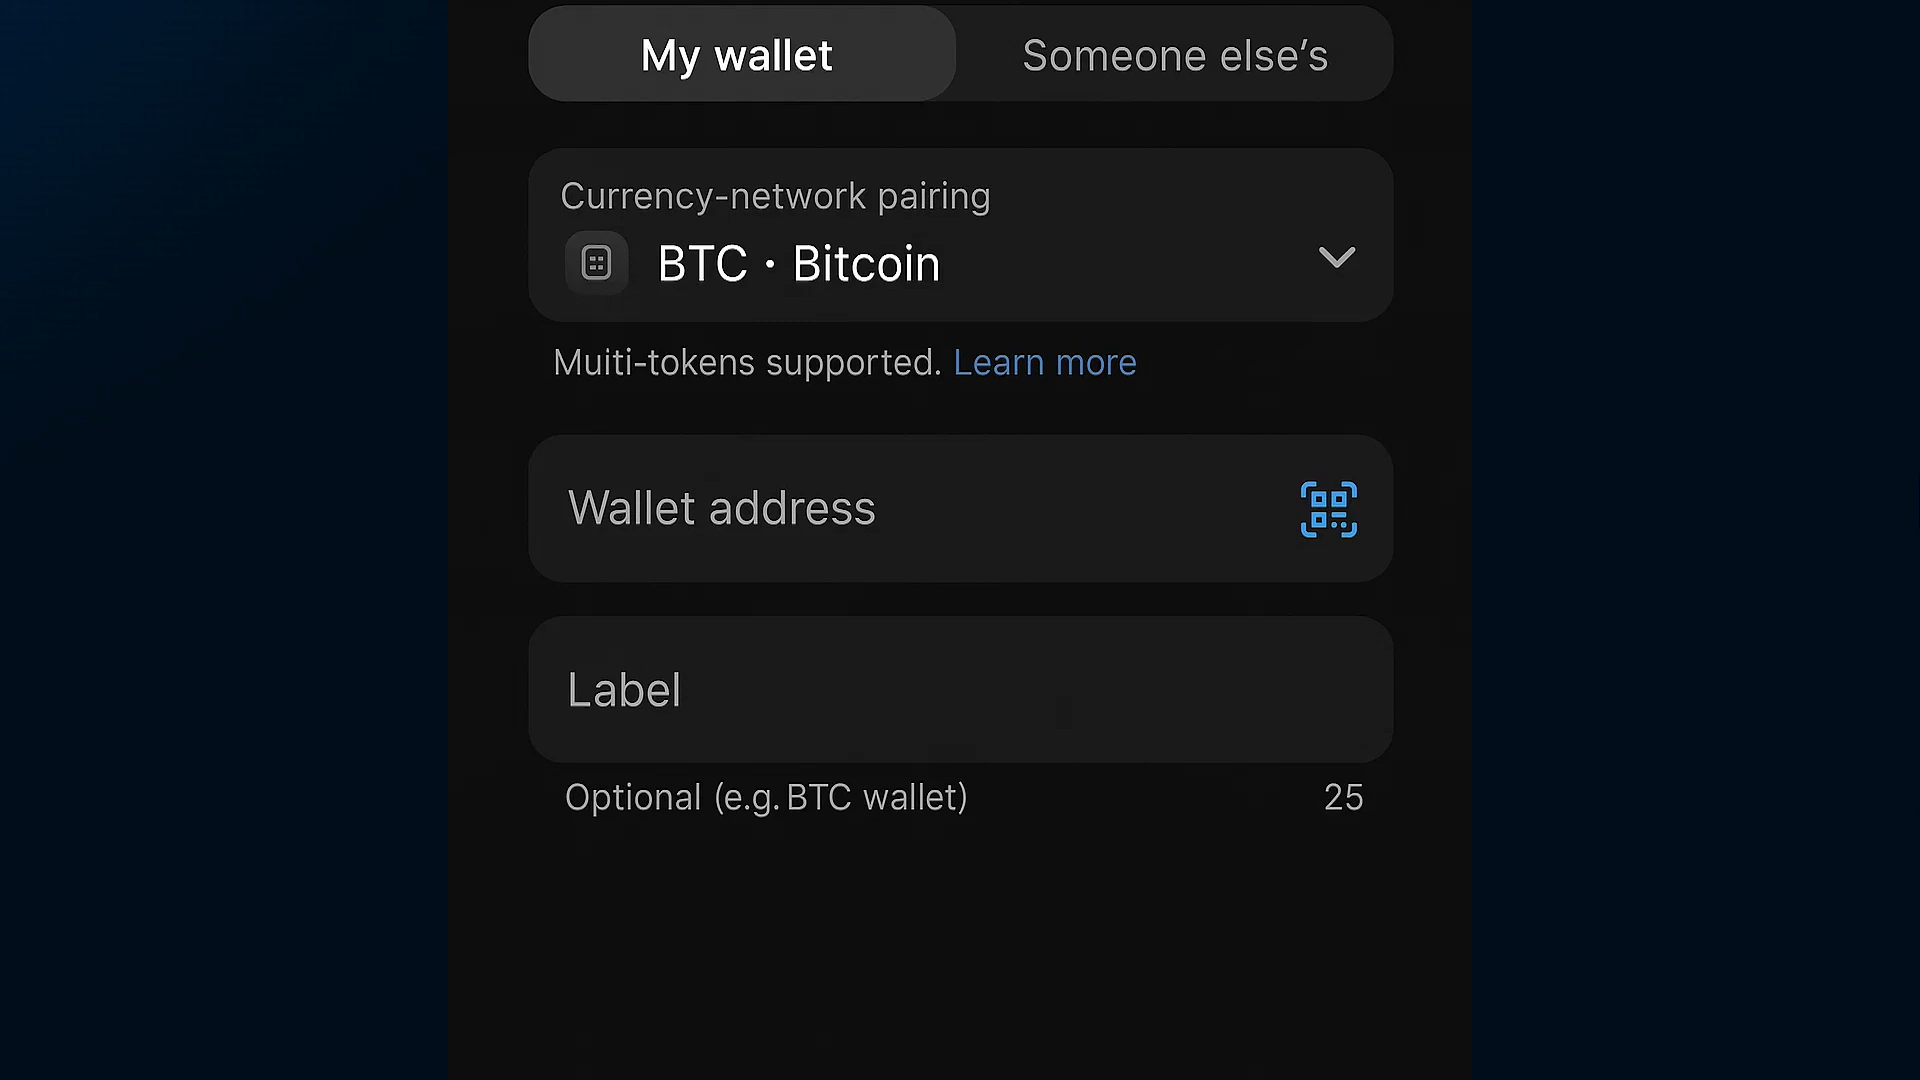 My wallet
Someone else’s
Currency-network pairing
BTC · Bitcoin
Muiti-tokens supported. Learn more
Wallet address
Label
Optional (e.g. BTC wallet)
25